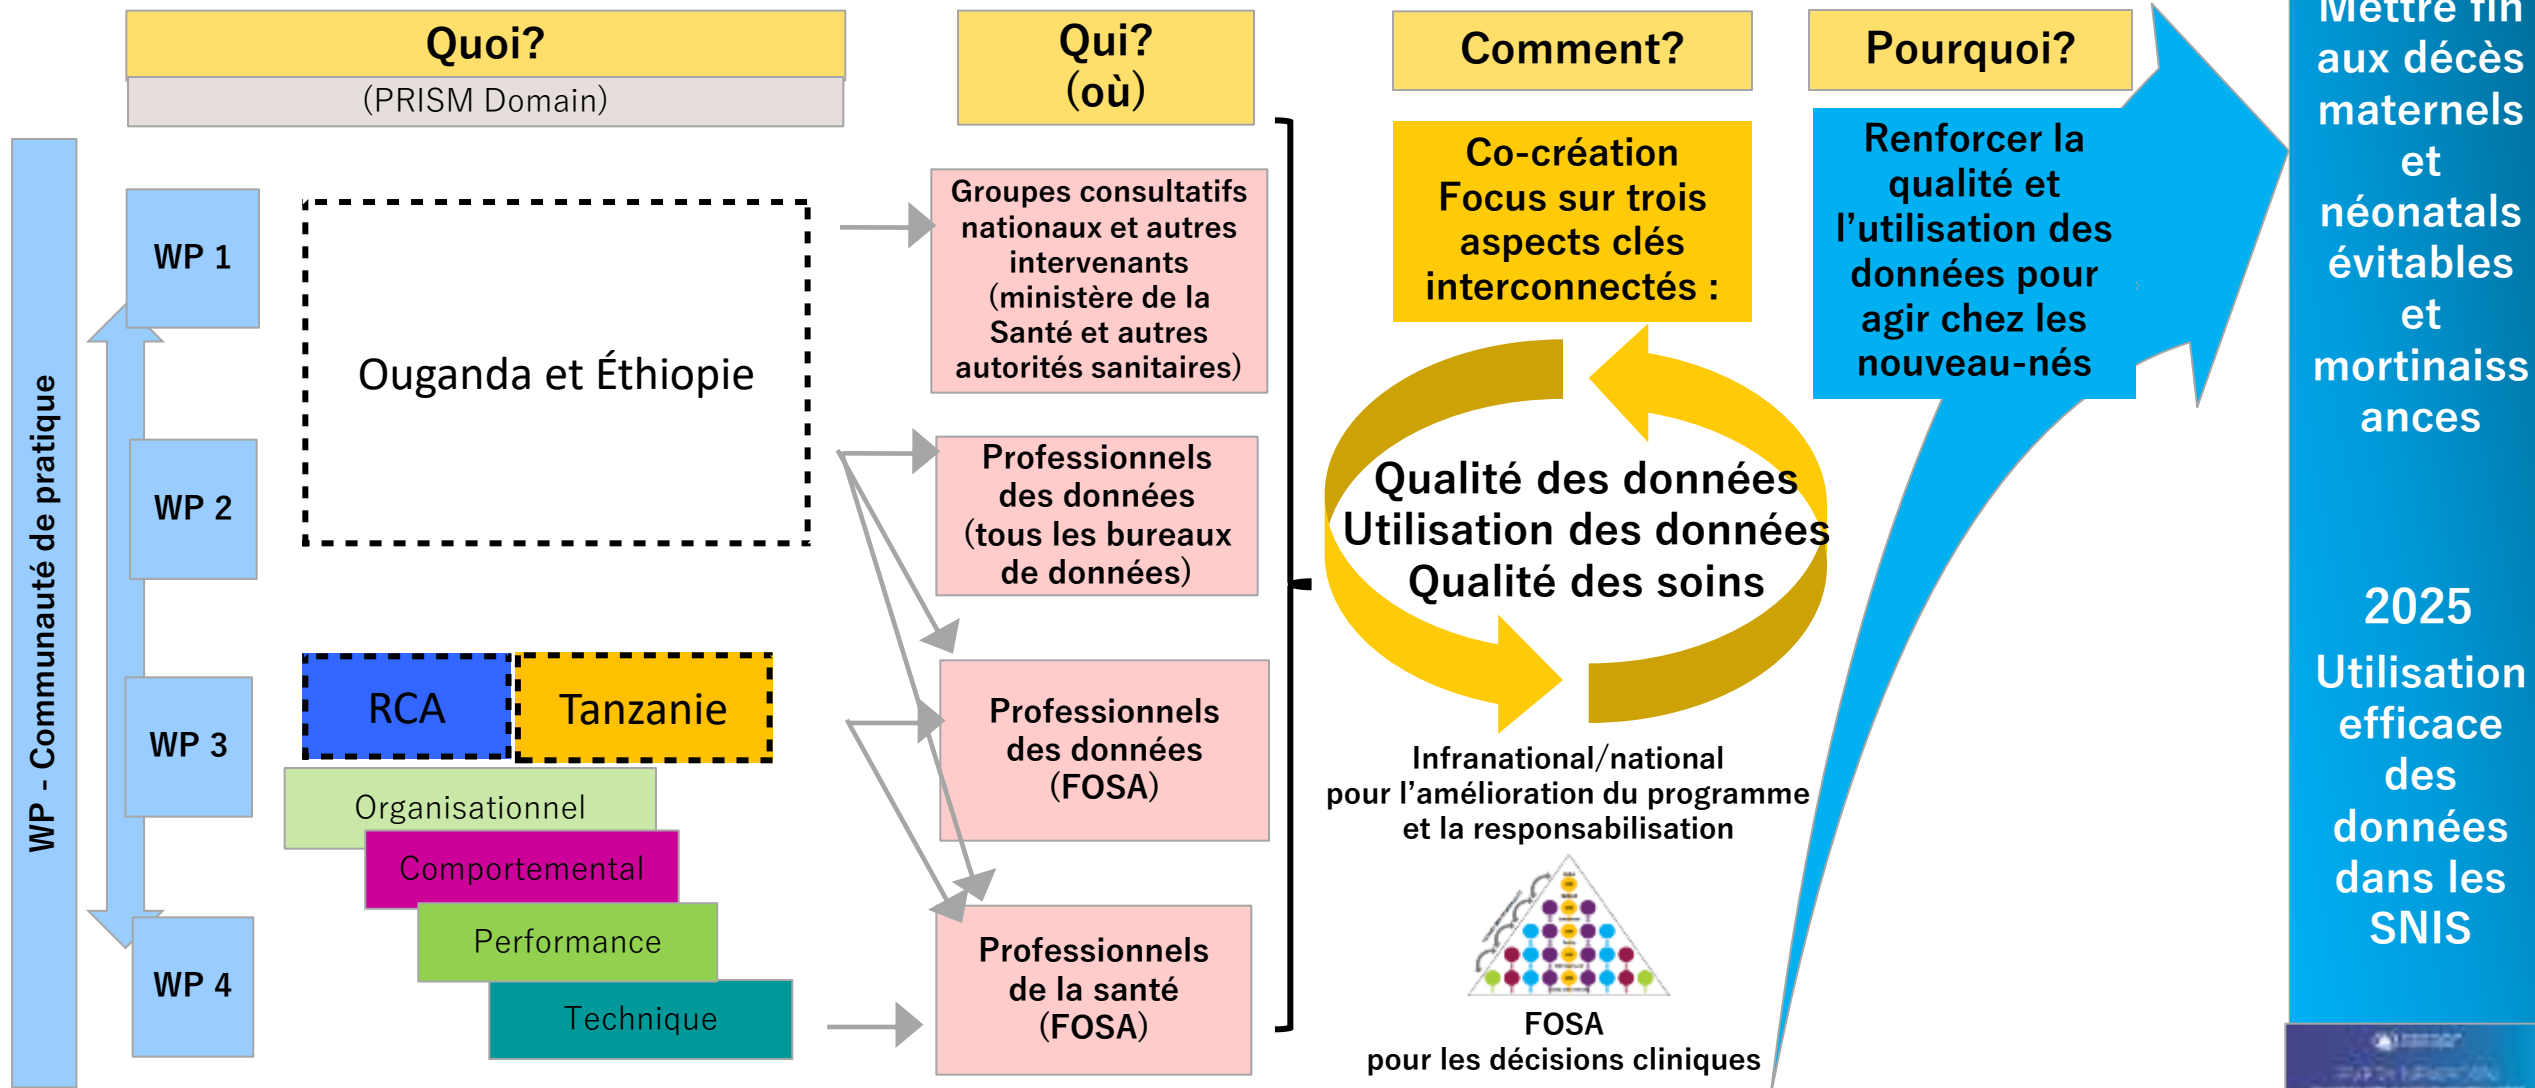 Quoi?
(PRISM Domain)
Qui?
(où)
Comment?
Pourquoi?
WP - Communauté de pratique
WP 1
WP 2
WP 3
WP 4
Ouganda et Éthiopie
RCA
Tanzanie
Organisationnel
Comportemental
Performance
Technique
Groupes consultatifs
nationaux et autres
intervenants
(ministère de la
Santé et autres
autorités sanitaires)
Professionnels
des données
(tous les bureaux
de données)
Professionnels
des données
(FOSA)
Professionnels
de la santé
(FOSA)
Co-création
Focus sur trois
aspects clés
interconnectés :
Qualité des données
Utilisation des données
Qualité des soins
Infranational/national
pour l'amélioration du programme
et la responsabilisation
FOSA
pour les décisions cliniques
Renforcer la
qualité et
l'utilisation des
données pour
agir chez les
nouveau-nés
Mettre fin
aux décès
maternels
et
néonatals
évitables
et
mortinaiss
ances
2025
Utilisation
efficace
des
données
dans les
SNIS